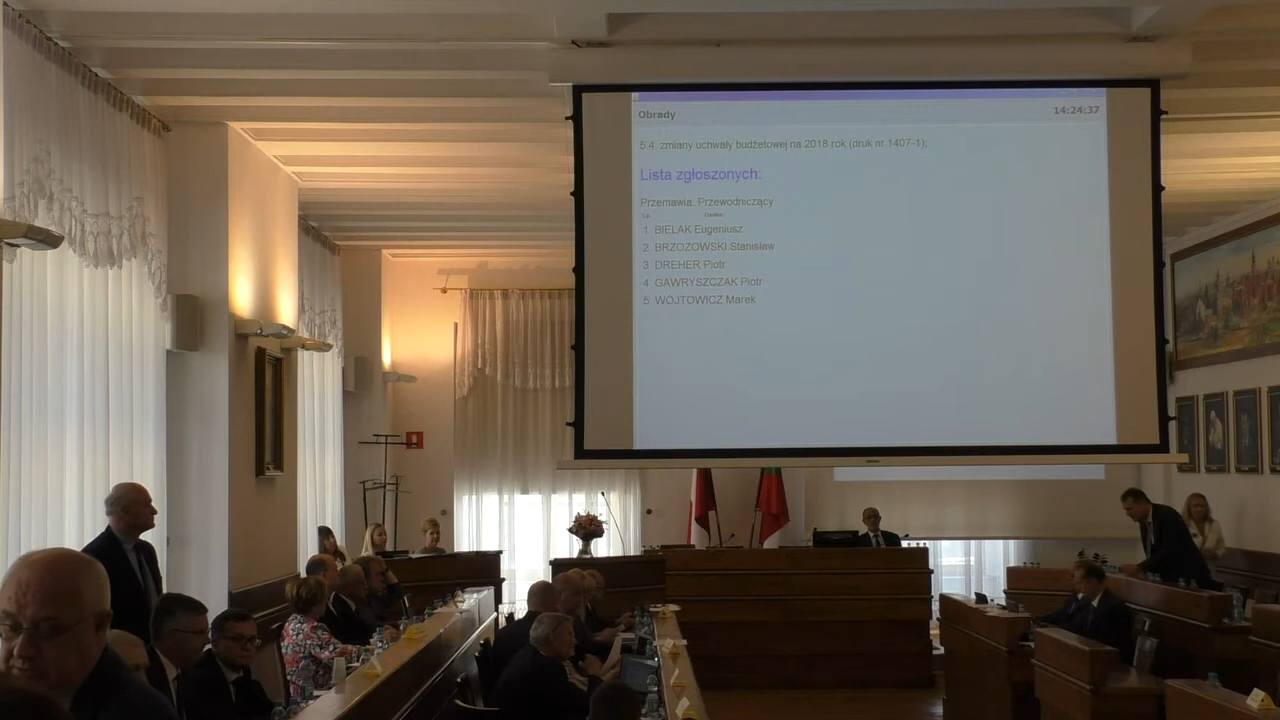 Obrady
14:24:37
5.4. zmiany uchwały budżetowej na 2018 rok (druk nr 1407-1);
Lista zgłoszonych:
Przemawia. Przewodniczący
Lp.
1 BIELAK Eugeniusz
2 BRZOZOWSKI Stanisław
3 DREHER Piotr
4 GAWRYSZCZAK Piotr
5 WÓJTOWICZ Marek